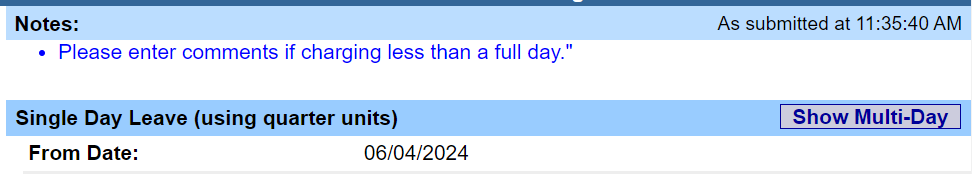 Notes: As submitted at 11:35:40 AM
• Please enter comments if charging less than a full day."
Single Day Leave (using quarter units) Show Multi-Day
From Date: 06/04/2024